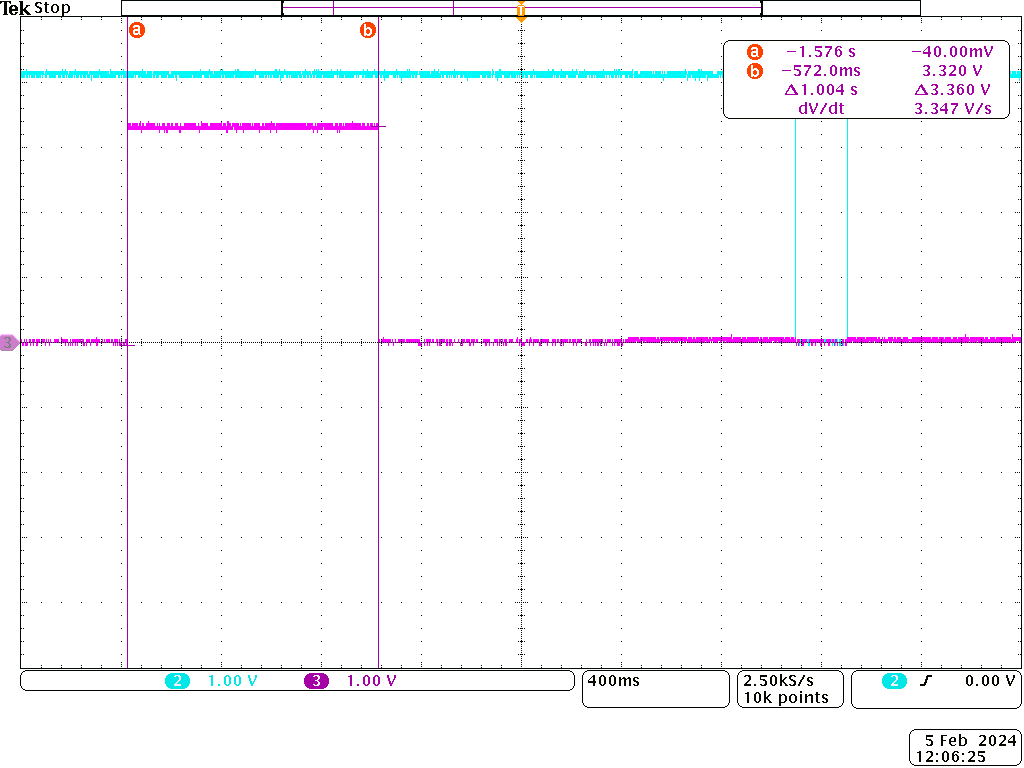 Tek Stop
T
a b
a −1.576 s −40.00mV
b −572.0ms 3.320 V
Δ1.004 s Δ3.360 V
dV/dt 3.347 V/s
3
2 1.00 V 3 1.00 V 400ms 2.50kS/s 2 0.00 V
10k points
5 Feb 2024
12:06:25